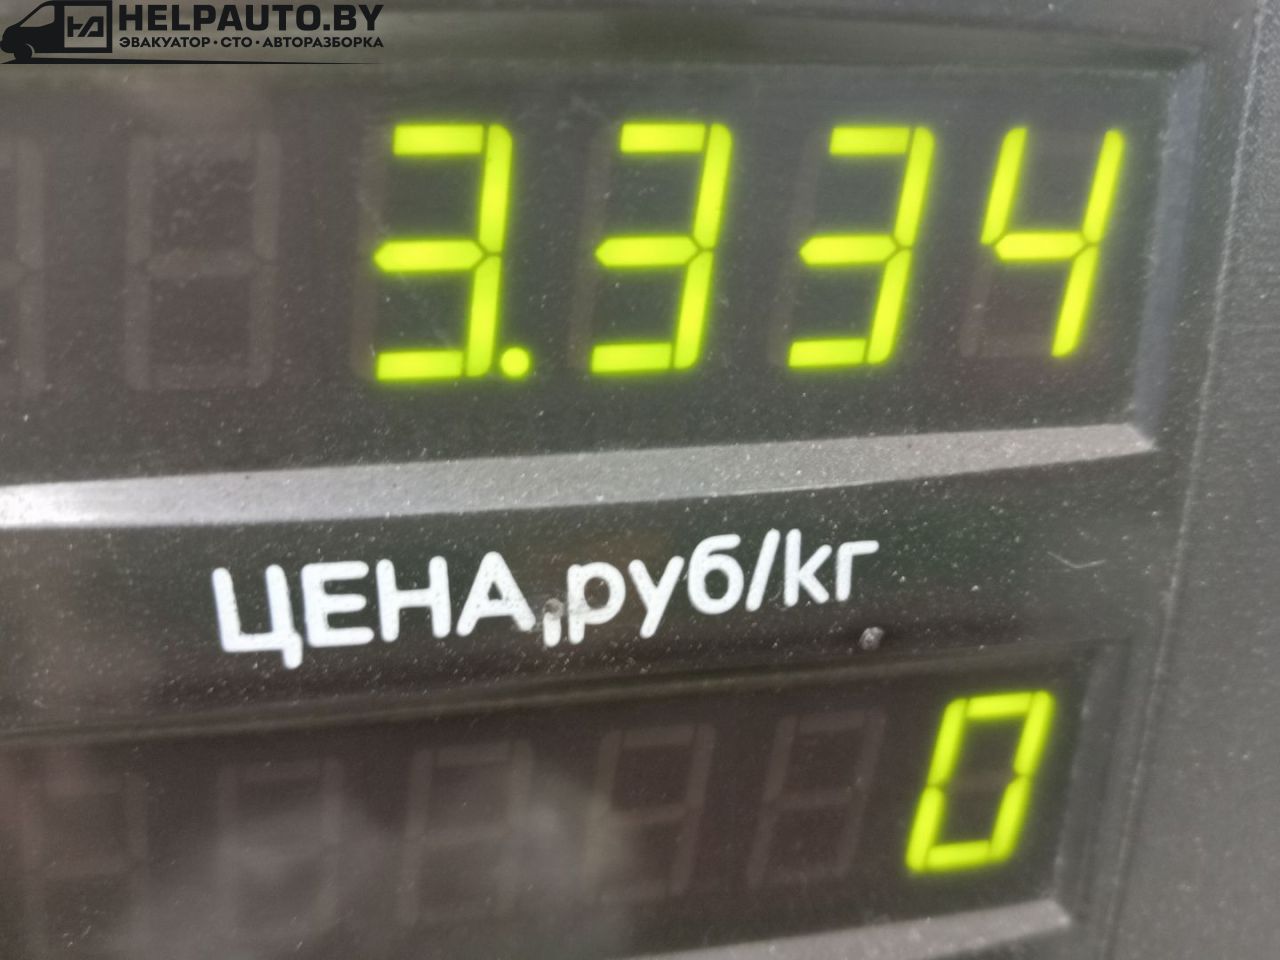 HELPAUTO.BY
ЭВАКУАТОР · СТО · АВТОРАЗБОРКА
3.334
ЦЕНА, руб/кг
0